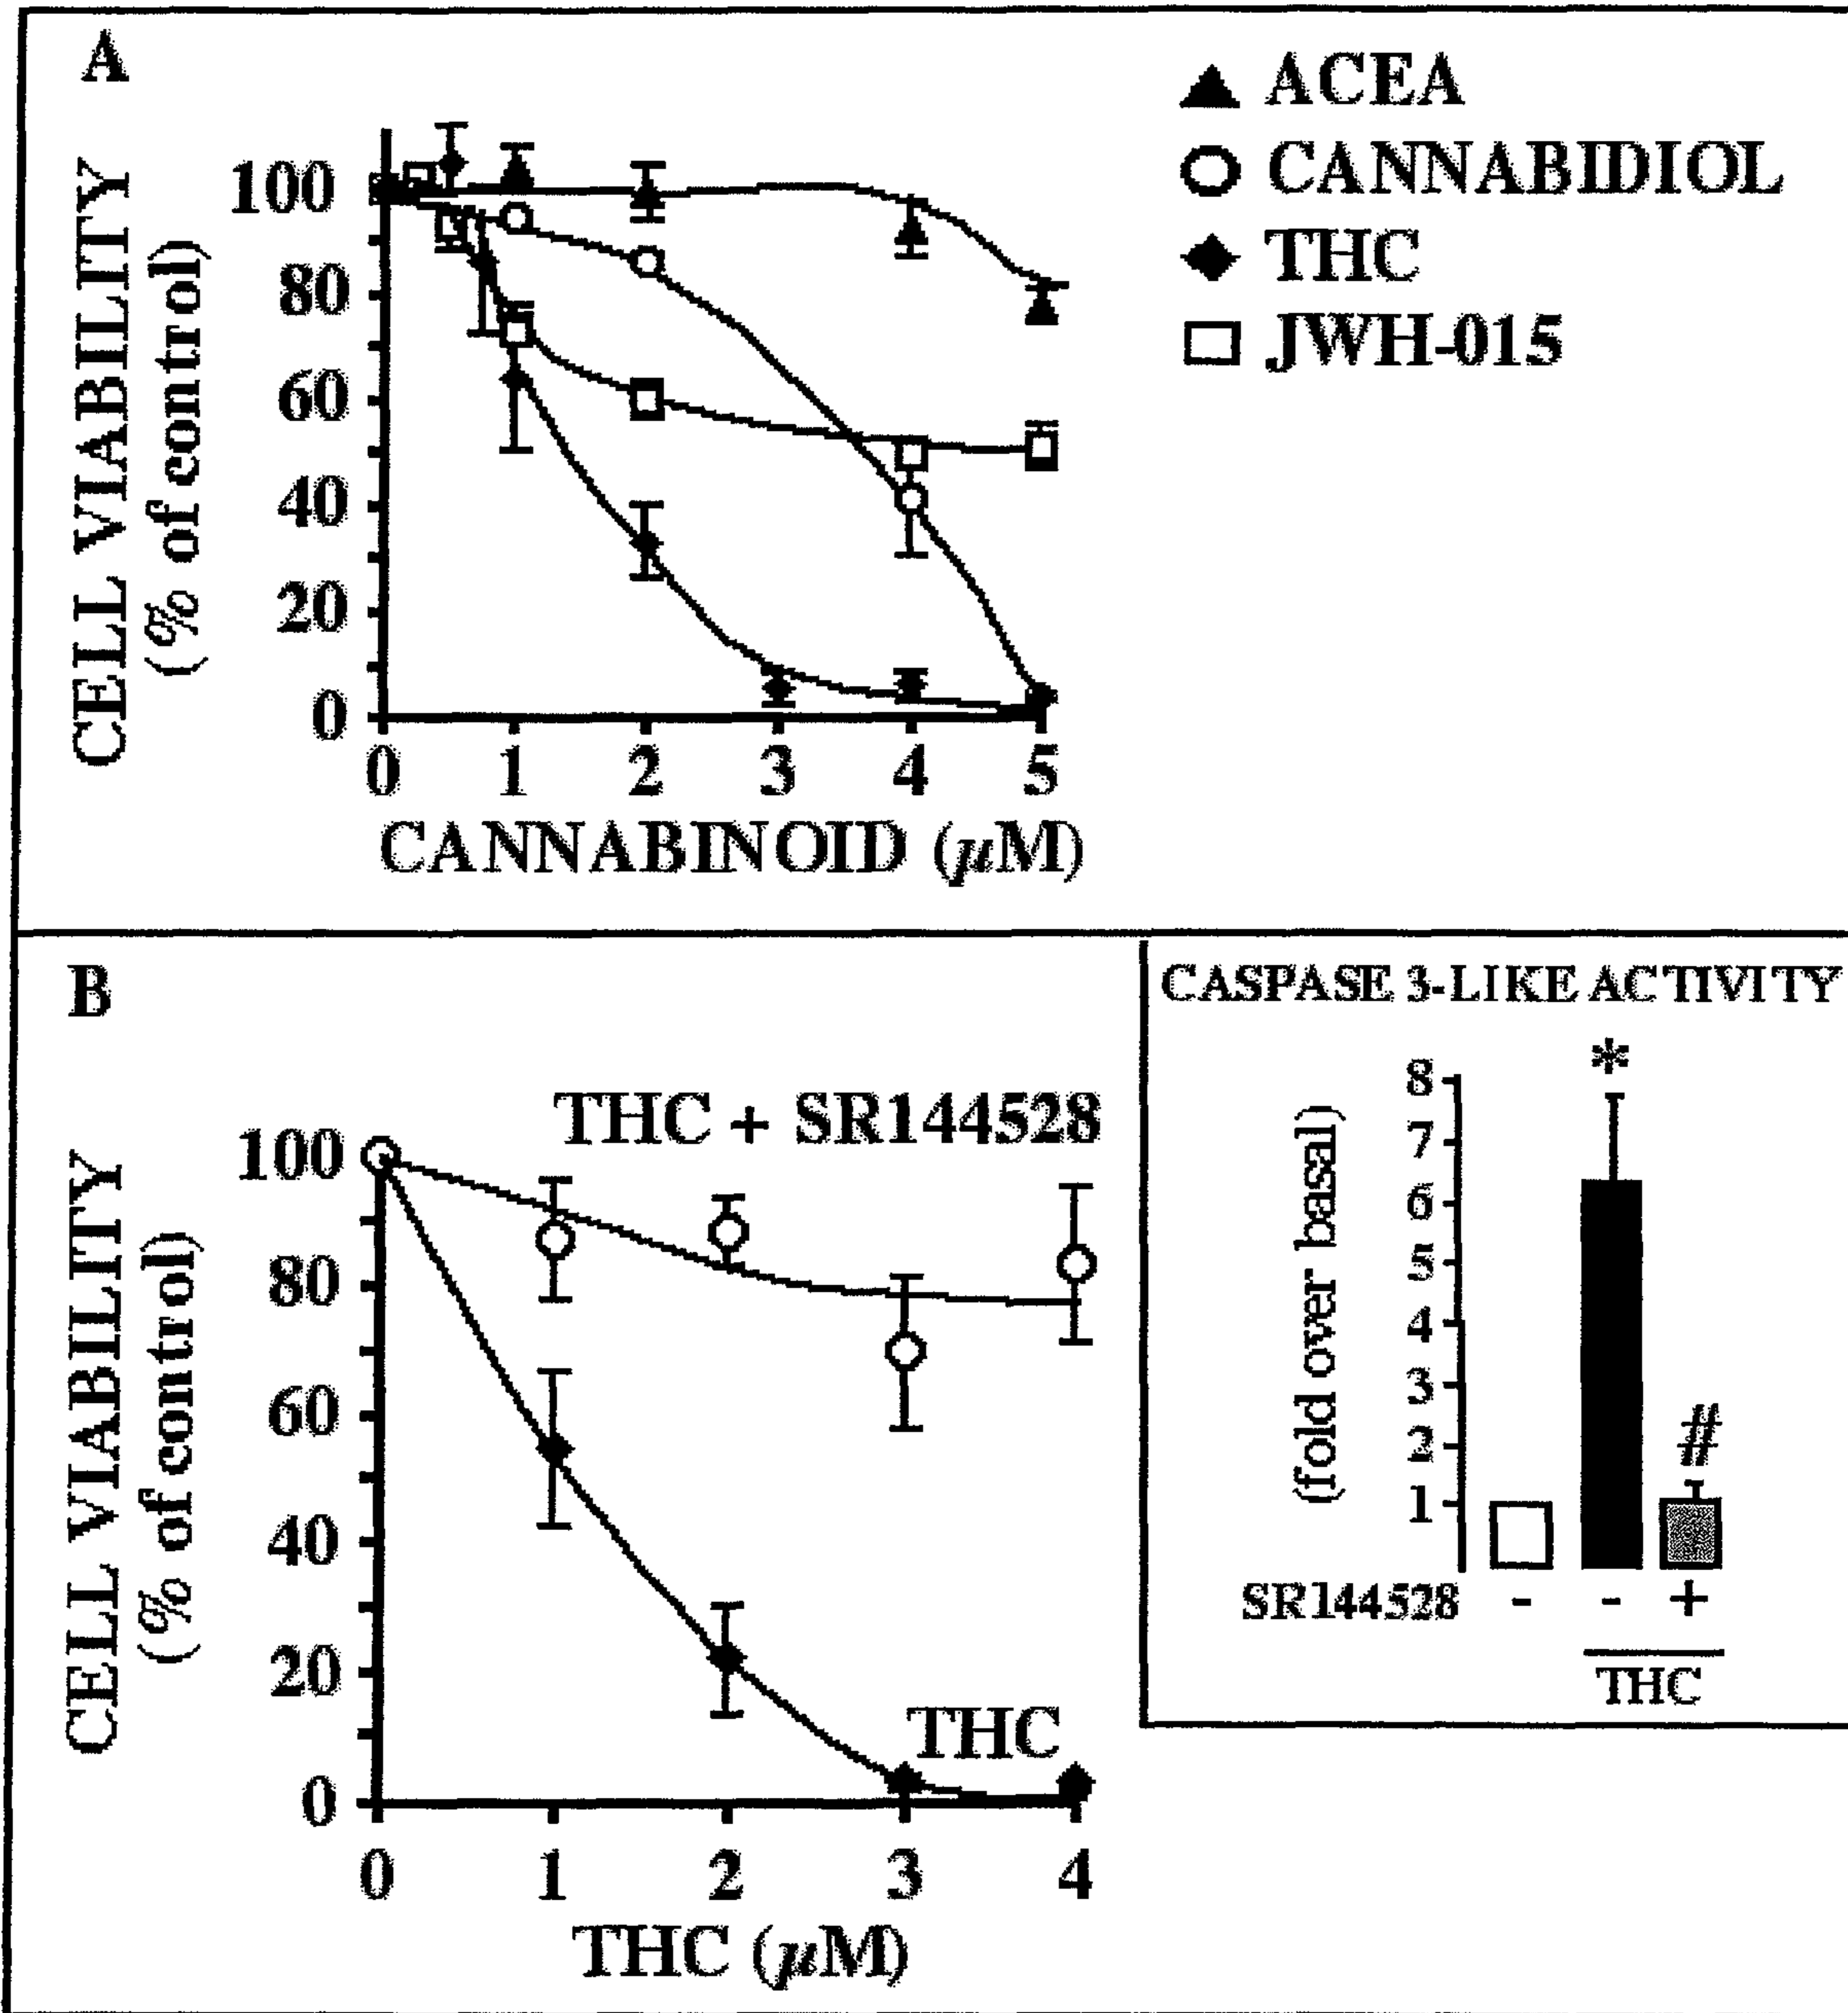 A
ACEA
CANNABIDIOL
THC
JWH-015
CELL VIABILITY
(% of control)
100
80
60
40
20
0
0 1 2 3 4 5
CANNABINOID (μM)
B
THC + SR144528
CELL VIABILITY
(% of control)
100
80
60
40
20
0
THC
0 1 2 3 4
THC (μM)
CASPASE 3-LIKE ACTIVITY
(fold over basal)
8
7
6
5
4
3
2
1
*
#
SR144528 - - +
THC